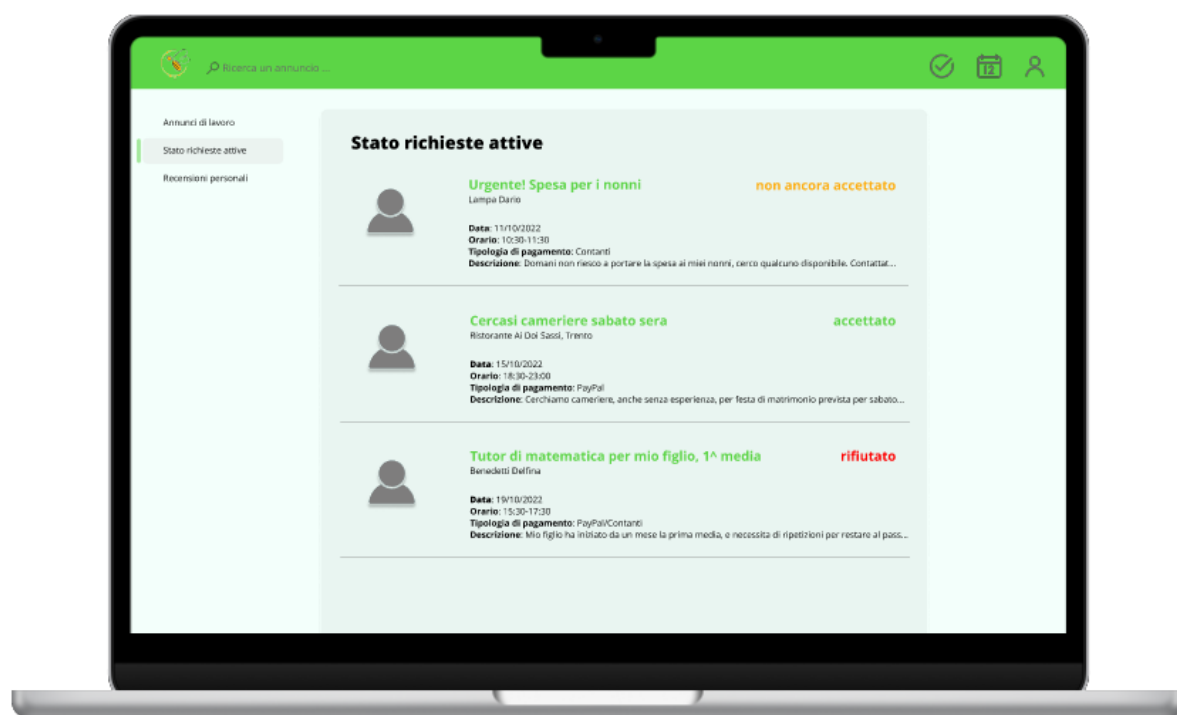 Ricerca un annuncio ...
12
Annunci di lavoro
Stato richieste attive
Recensioni personali
Stato richieste attive
Urgente! Spesa per i nonni
non ancora accettato
Lampa Dario
Data: 11/10/2022
Orario: 10:30-11:30
Tipologia di pagamento: Contanti
Descrizione: Domani non riesco a portare la spesa ai miei nonni, cerco qualcuno disponibile. Contattat...
Cercasi cameriere sabato sera
accettato
Ristorante Ai Doi Sassi, Trento
Data: 15/10/2022
Orario: 18:30-23:00
Tipologia di pagamento: PayPal
Descrizione: Cerchiamo cameriere, anche senza esperienza, per festa di matrimonio prevista per sabato...
Tutor di matematica per mio figlio, 1^ media
rifiutato
Benedetti Delfina
Data: 19/10/2022
Orario: 15:30-17:30
Tipologia di pagamento: PayPal/Contanti
Descrizione: Mio figlio ha iniziato da un mese la prima media, e necessita di ripetizioni per restare al pass...